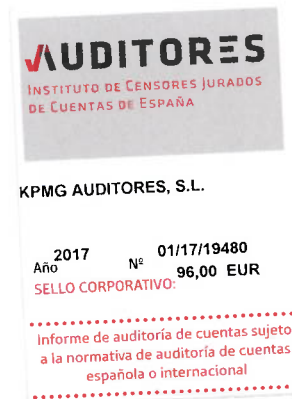 AUDITORES
INSTITUTO DE CENSORES JURADOS
DE CUENTAS DE ESPAÑA
KPMG AUDITORES, S.L.
Año 2017 Nº 01/17/19480
96,00 EUR
SELLO CORPORATIVO:
Informe de auditoría de cuentas sujeto
a la normativa de auditoría de cuentas
española o internacional